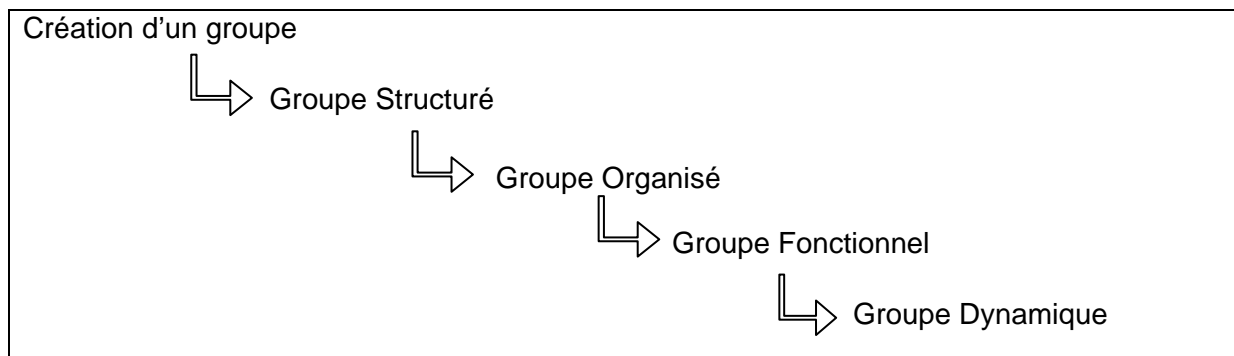 Création d’un groupe
Groupe Structuré
Groupe Organisé
Groupe Fonctionnel
Groupe Dynamique